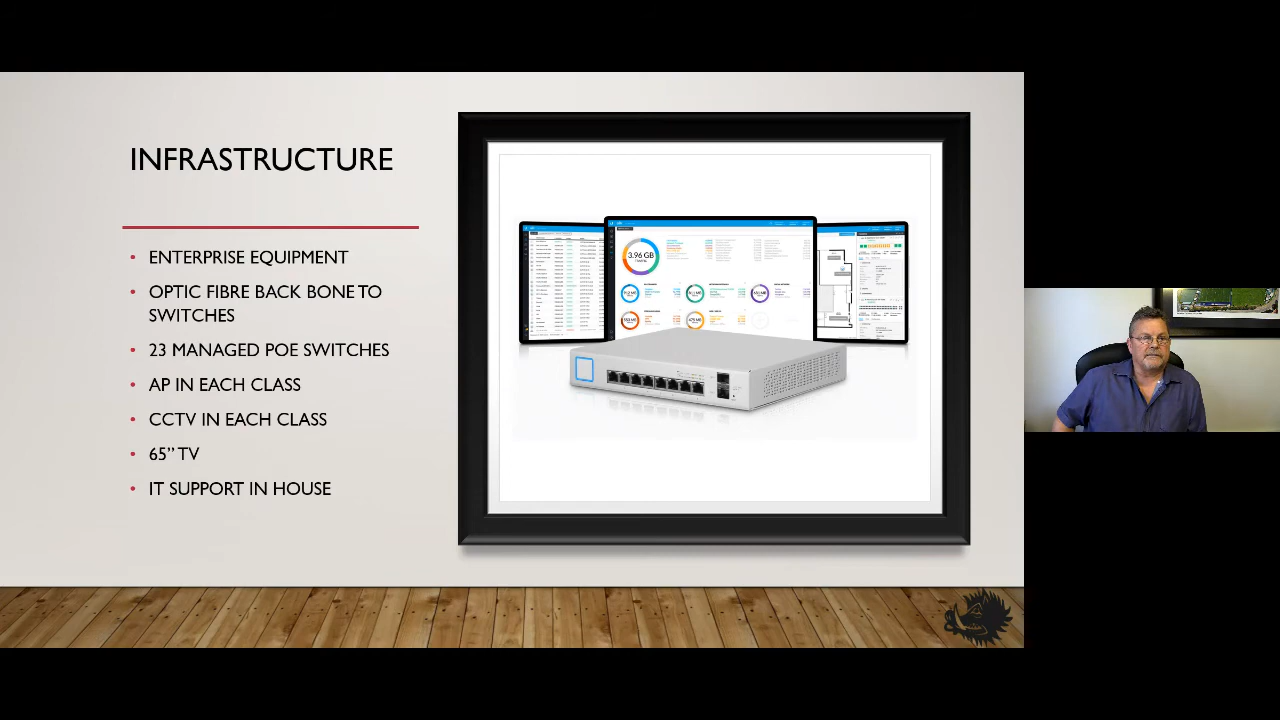 INFRASTRUCTURE
• ENTERPRISE EQUIPMENT
• OPTIC FIBRE BACK BONE TO
SWITCHES
• 23 MANAGED POE SWITCHES
• AP IN EACH CLASS
• CCTV IN EACH CLASS
• 65” TV
• IT SUPPORT IN HOUSE
3.96 GB